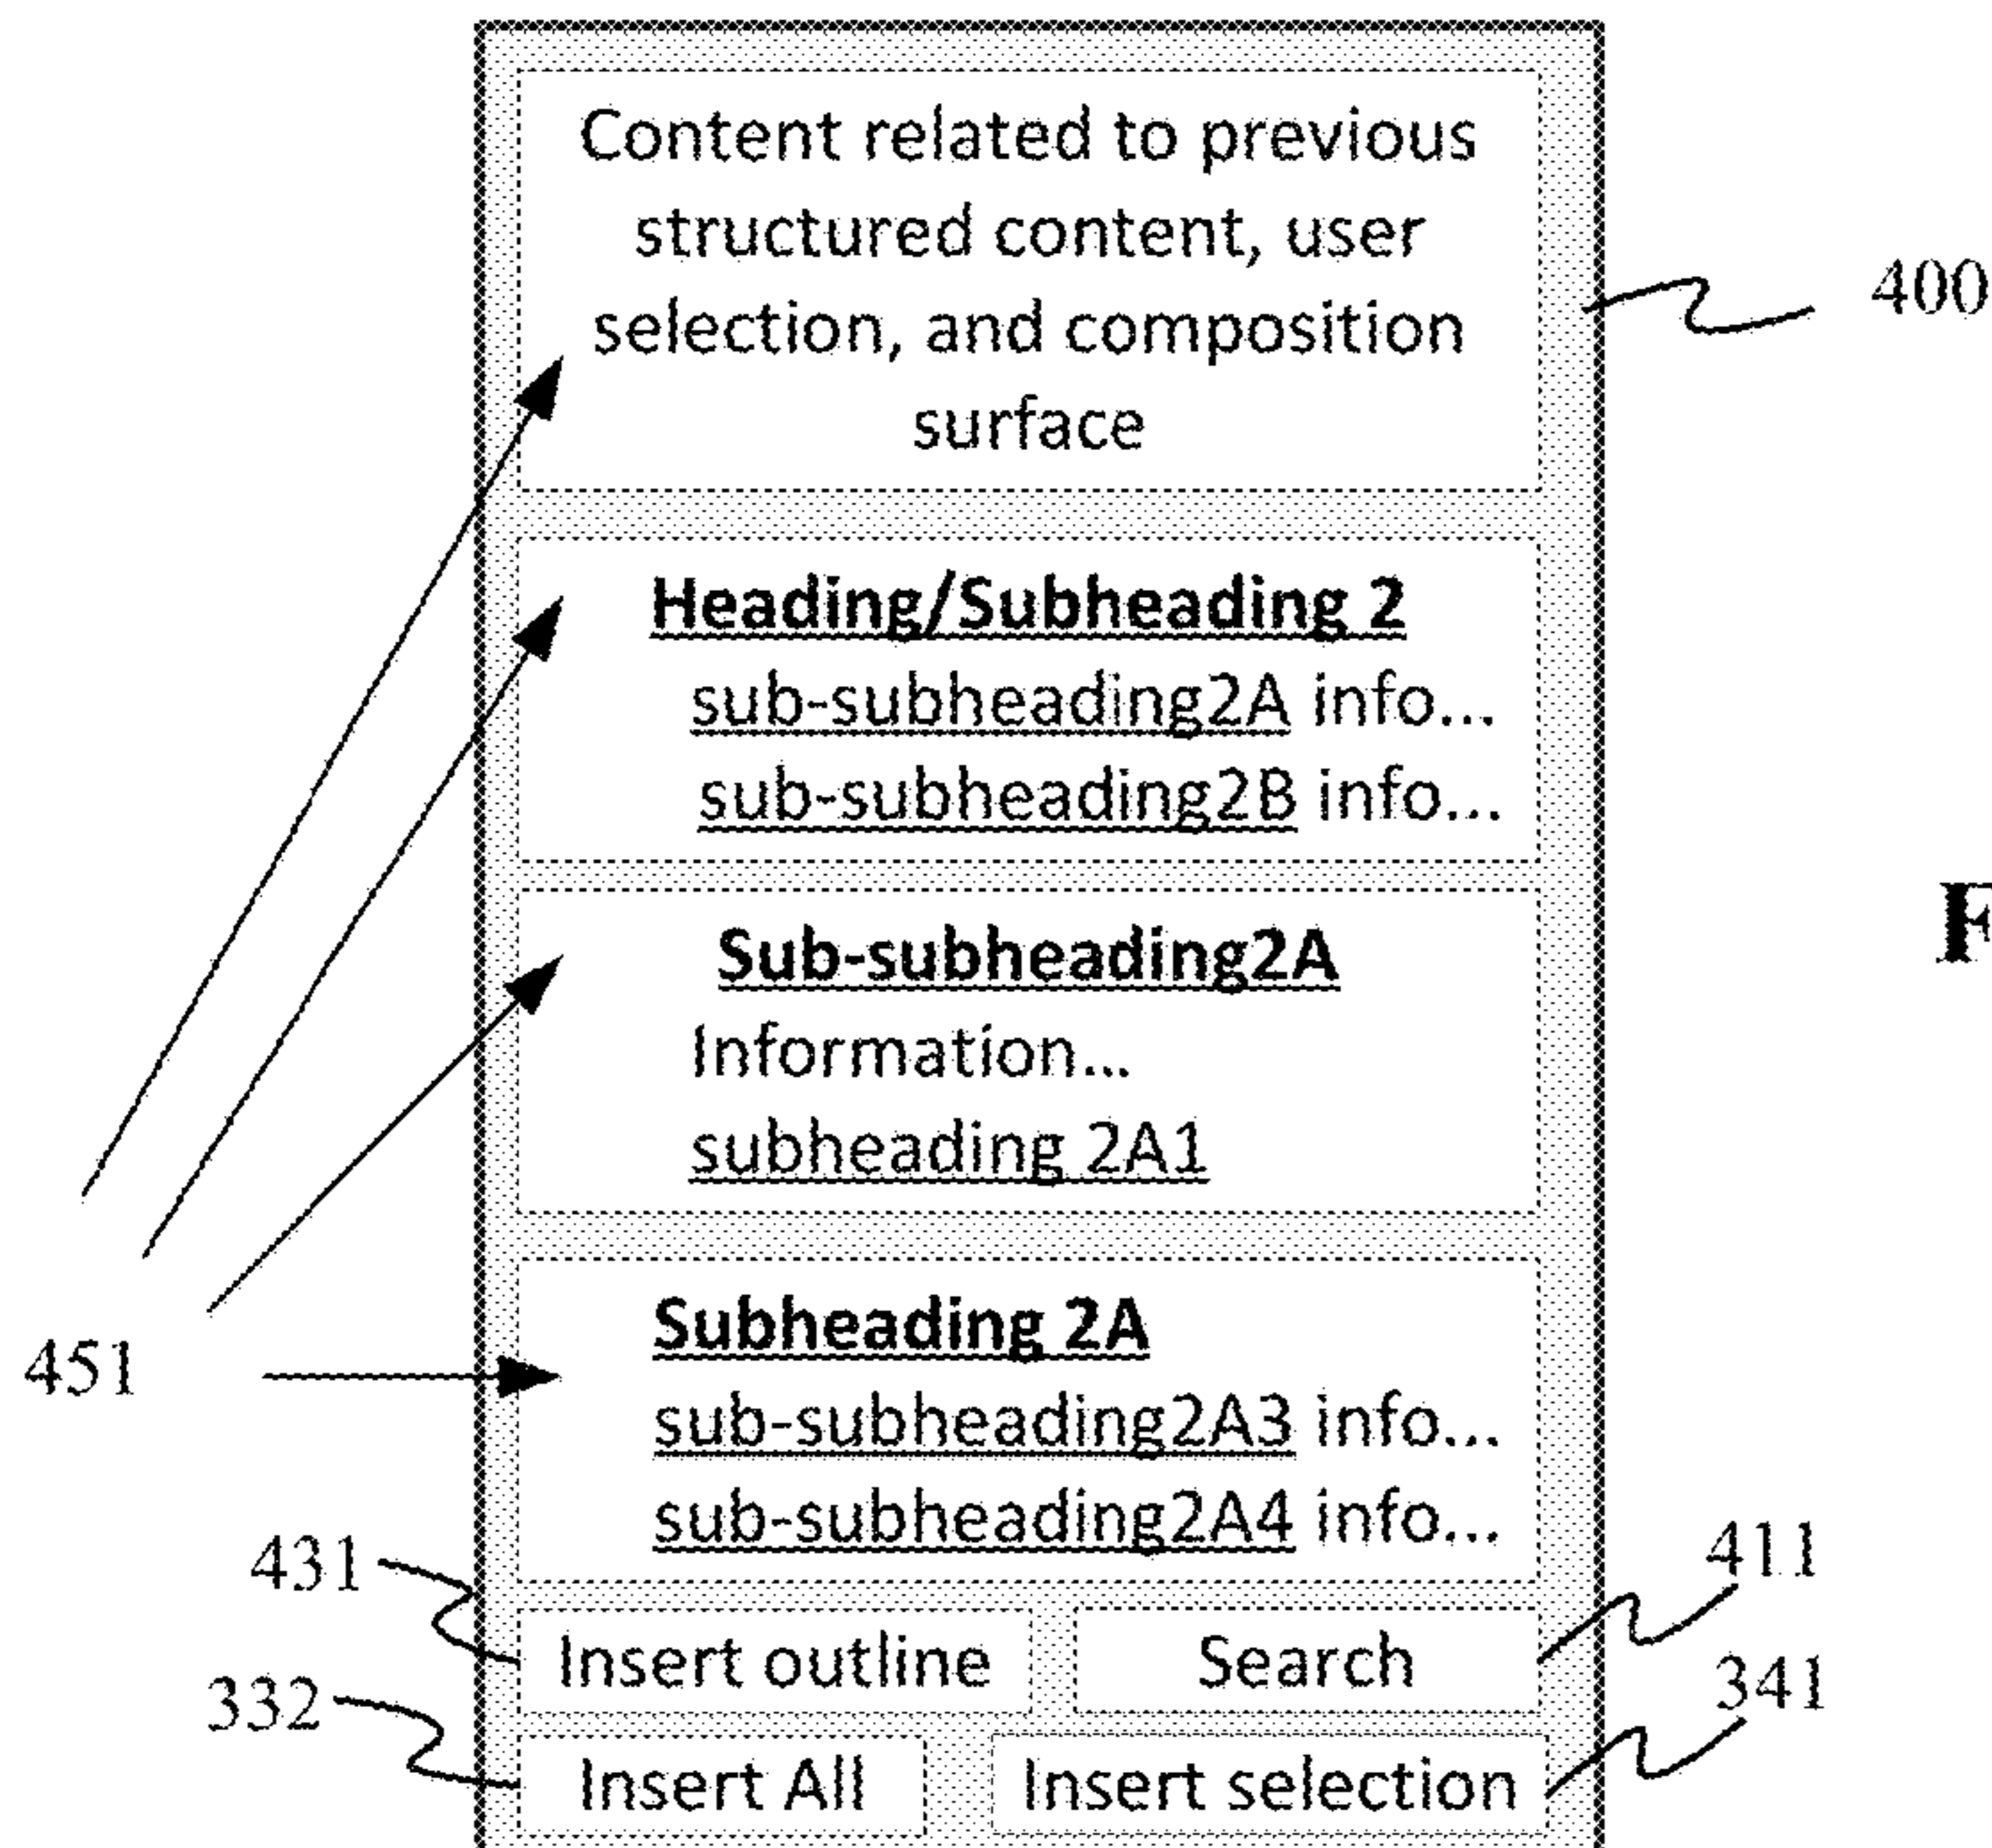 Content related to previous
structured content, user
selection, and composition
surface
400
Heading/Subheading 2
sub-subheading2A info...
sub-subheading2B info...
F
Sub-subheading2A
Information...
subheading 2A1
Subheading 2A
451
sub-subheading2A3 info...
sub-subheading2A4 info...
431
411
Insert outline
Search
332
341
Insert All
Insert selection